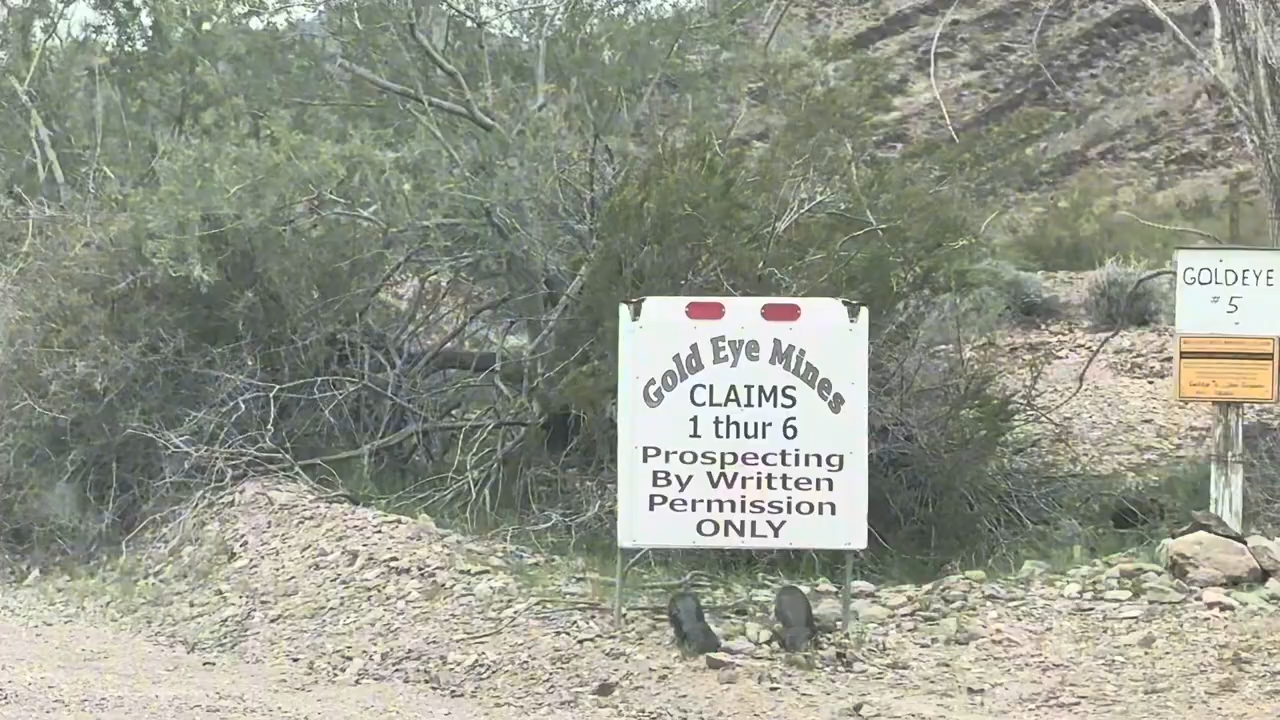 Gold Eye Mines
CLAIMS
1 thur 6
Prospecting
By Written
Permission
ONLY
GOLDEYE
#5